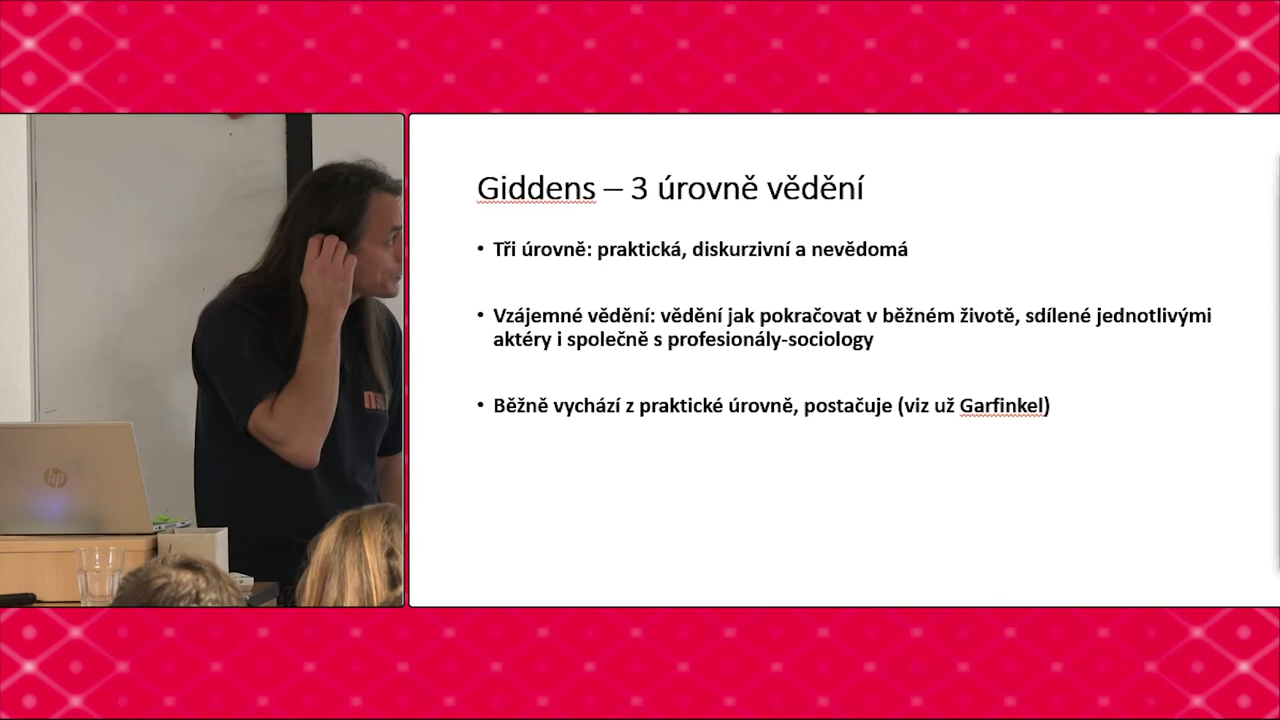 Giddens – 3 úrovně vědění
• Tři úrovně: praktická, diskurzivní a nevědomá
• Vzájemné vědění: vědění jak pokračovat v běžném životě, sdílené jednotlivými
aktéry i společně s profesionály-sociology
• Běžně vychází z praktické úrovně, postačuje (viz už Garfinkel)
hp